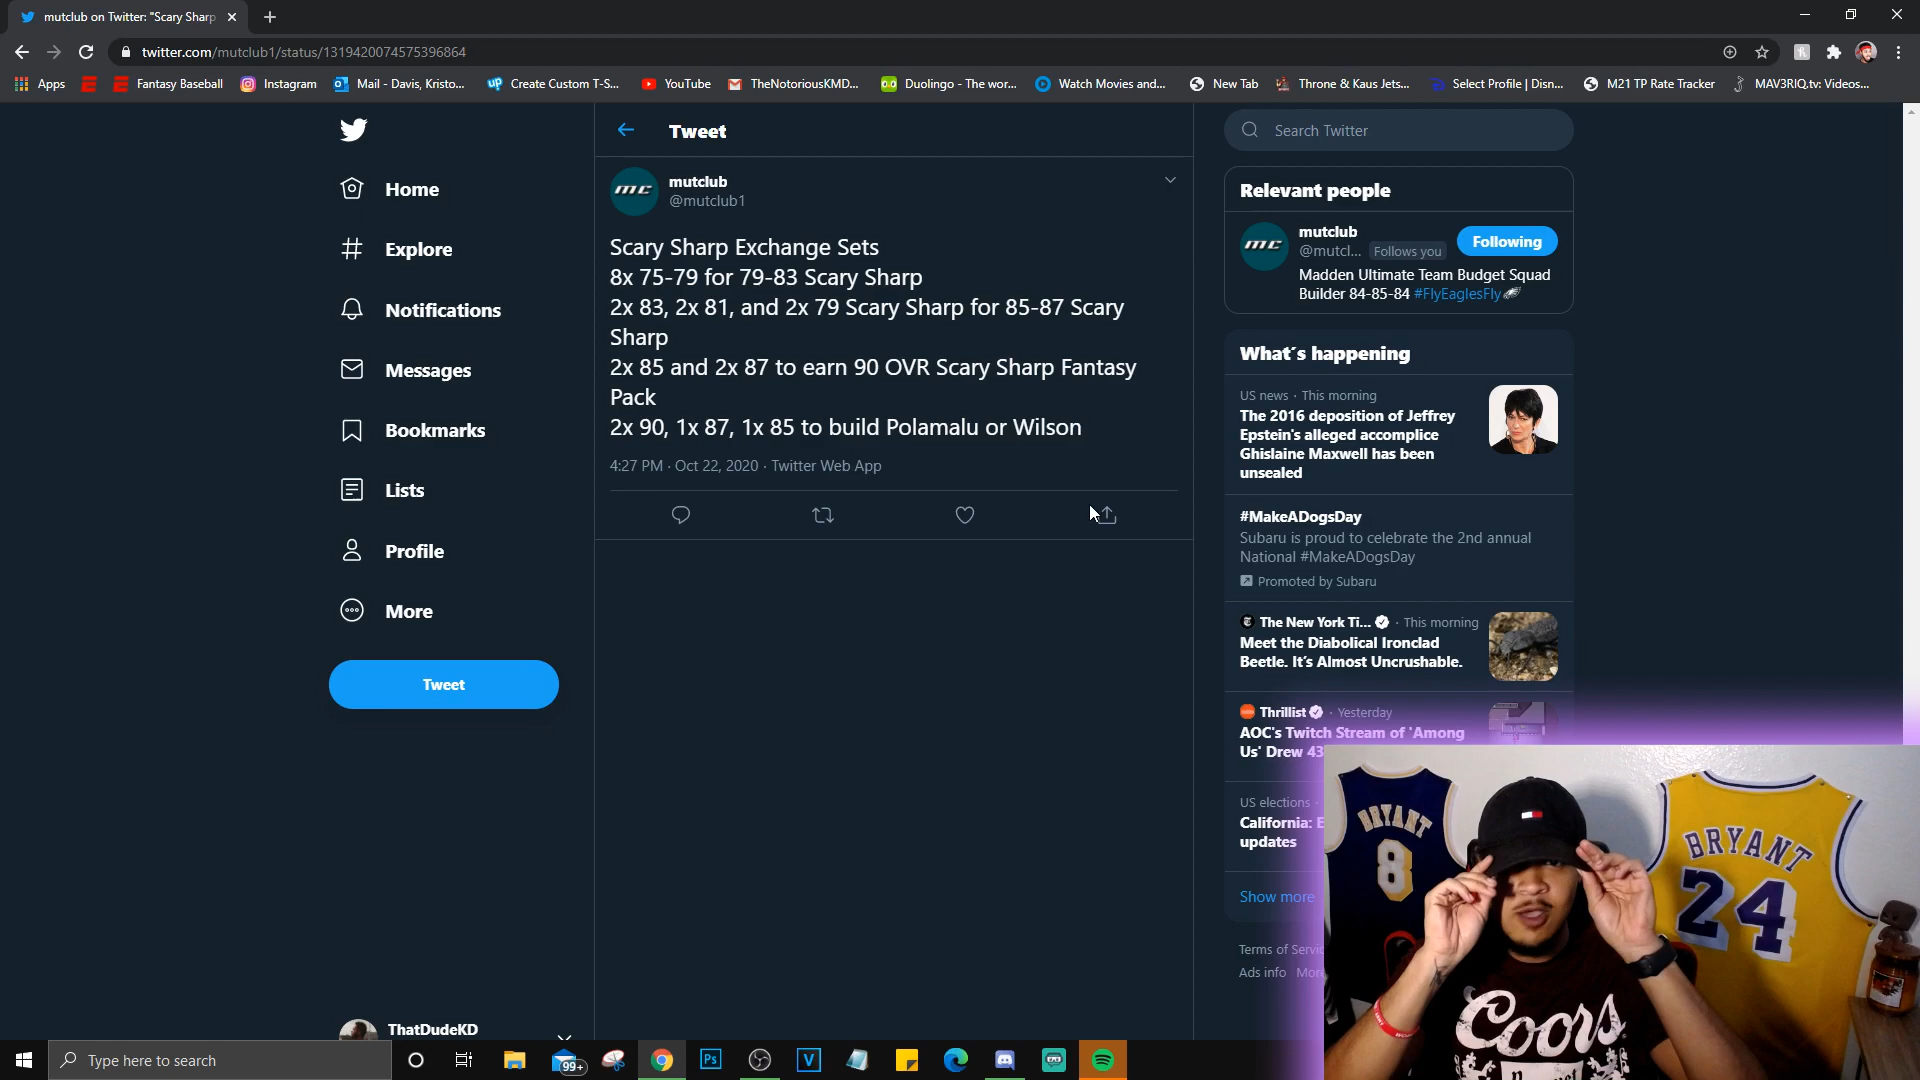 mutclub on Twitter: "Scary Sharp
twitter.com/mutclub1/status/1319420074575396864
Apps
Fantasy Baseball
Instagram
Mail - Davis, Kristo...
Create Custom T-S...
YouTube
TheNotoriousKMD...
Duolingo - The wor...
Watch Movies and...
New Tab
Throne & Kaus Jets...
Select Profile | Disn...
M21 TP Rate Tracker
MAV3RIQ.tv: Videos...
Home
Explore
Notifications
Messages
Bookmarks
Lists
Profile
More
Tweet
ThatDudeKD
Tweet
mc
mutclub
@mutclub1
Scary Sharp Exchange Sets
8x 75-79 for 79-83 Scary Sharp
2x 83, 2x 81, and 2x 79 Scary Sharp for 85-87 Scary
Sharp
2x 85 and 2x 87 to earn 90 OVR Scary Sharp Fantasy
Pack
2x 90, 1x 87, 1x 85 to build Polamalu or Wilson
4:27 PM · Oct 22, 2020 · Twitter Web App
Search Twitter
Relevant people
mc
mutclub
@mutcl... Follows you
Following
Madden Ultimate Team Budget Squad
Builder 84-85-84 #FlyEaglesFly
What's happening
US news · This morning
The 2016 deposition of Jeffrey
Epstein's alleged accomplice
Ghislaine Maxwell has been
unsealed
#MakeADogsDay
Subaru is proud to celebrate the 2nd annual
National #MakeADogsDay
Promoted by Subaru
The New York Ti... · This morning
Meet the Diabolical Ironclad
Beetle. It's Almost Uncrushable.
Thrillist · Yesterday
AOC's Twitch Stream of 'Among
Us' Drew 43
US elections ·
California: E
updates
Show more
Terms of Servic
Ads info Mor
BRYANT
8
BRYANT
24
Coors
Type here to search
99+
Ps
V